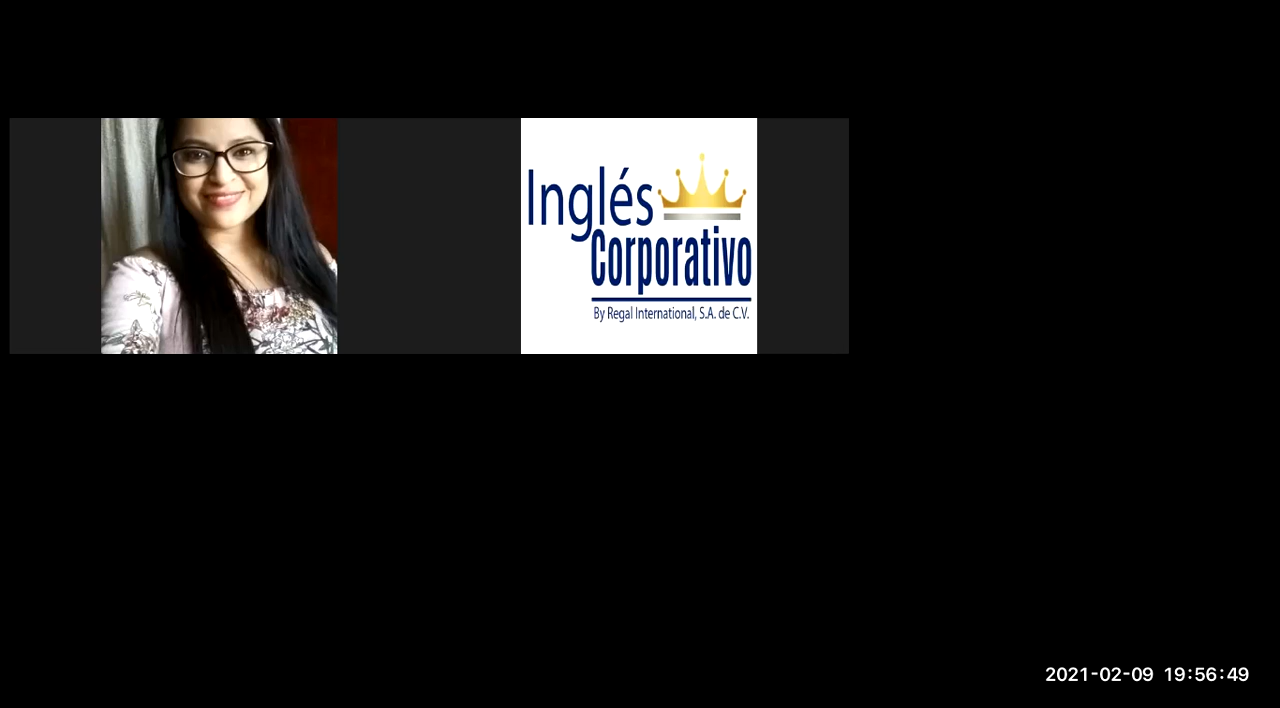 Inglés
Corporativo
By Regal International, S.A. de C.V.
2021-02-09 19:56:49